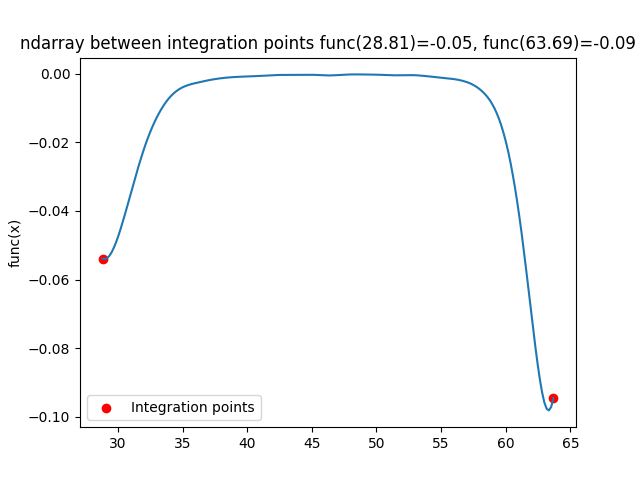 ndarray between integration points func(28.81)=-0.05, func(63.69)=-0.09
0.00
−0.02
−0.04
−0.06
−0.08
−0.10
func(x)
Integration points
30 35 40 45 50 55 60 65